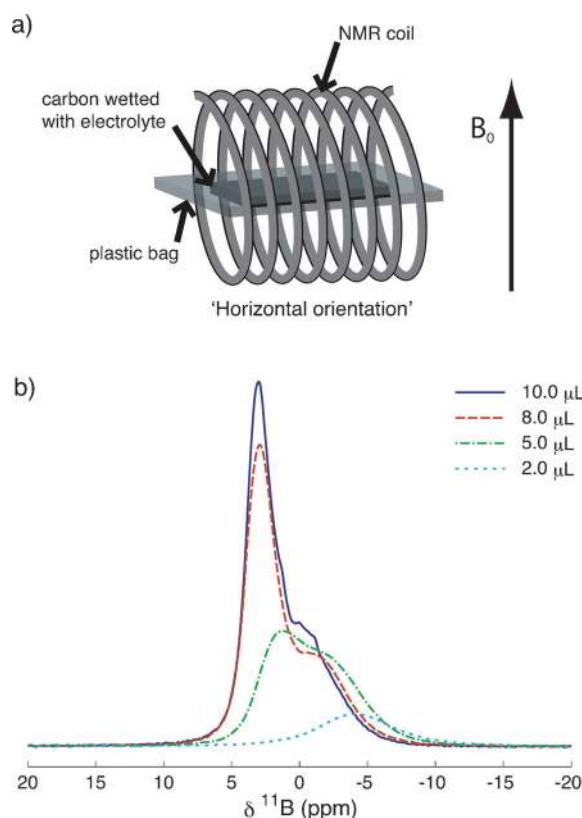 a)
NMR coil
carbon wetted
with electrolyte
B₀
plastic bag
'Horizontal orientation'
b)
10.0 μL
8.0 μL
5.0 μL
2.0 μL
20 15 10 5 0 -5 -10 -15 -20
δ ¹¹B (ppm)